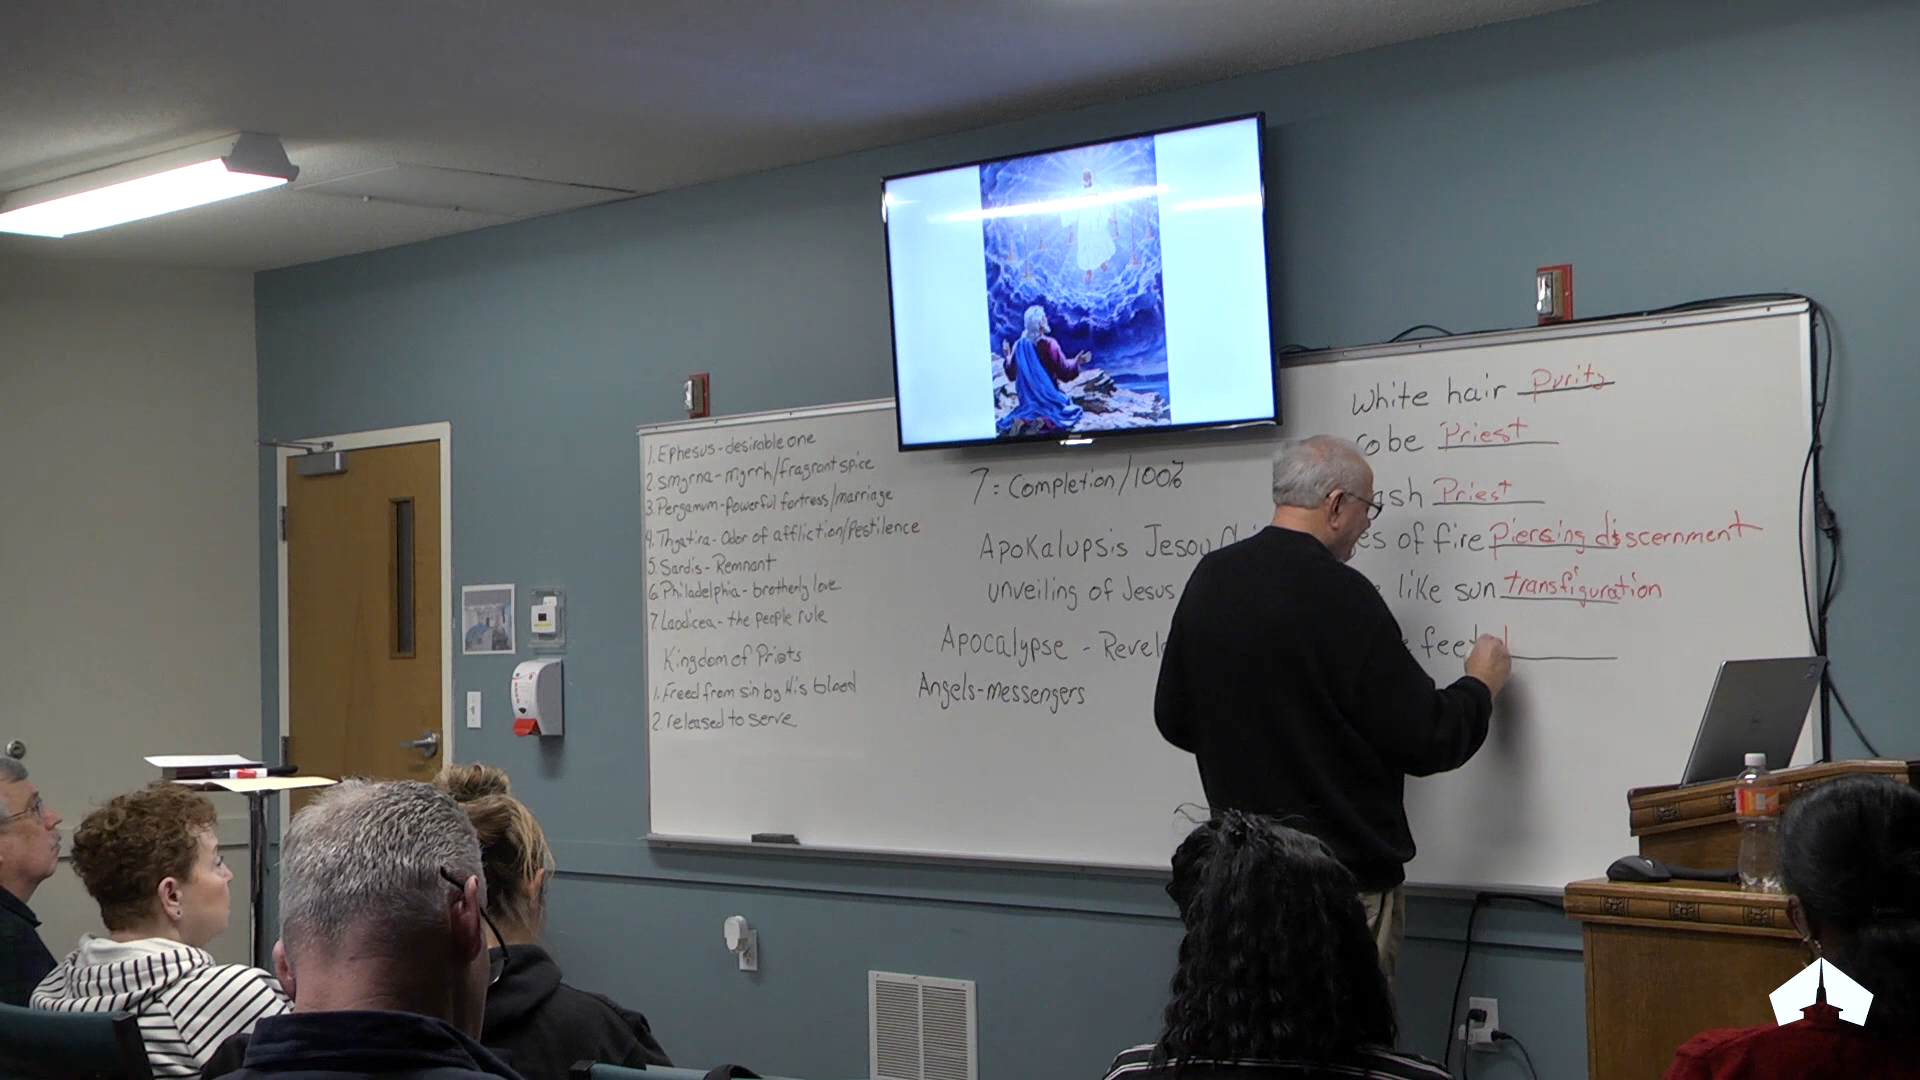 1. Ephesus - desirable one
2. smyrna - myrrh/fragrant spice
3. Pergamum - Powerful fortress/marriage
4. Thyatira - Odor of affliction/Pestilence
5. Sardis - Remnant
6. Philadelphia - brotherly love
7. Laodicea - the people rule
Kingdom of Priests
1. Freed from sin by His blood
2. released to serve
7 = Completion/100%
Apokalupsis Jesou
unveiling of Jesus
Apocalypse - Revel
Angels - messengers
White hair Purity
robe Priest
ash Priest
es of fire Piercing discernment
like sun transfiguration
feet